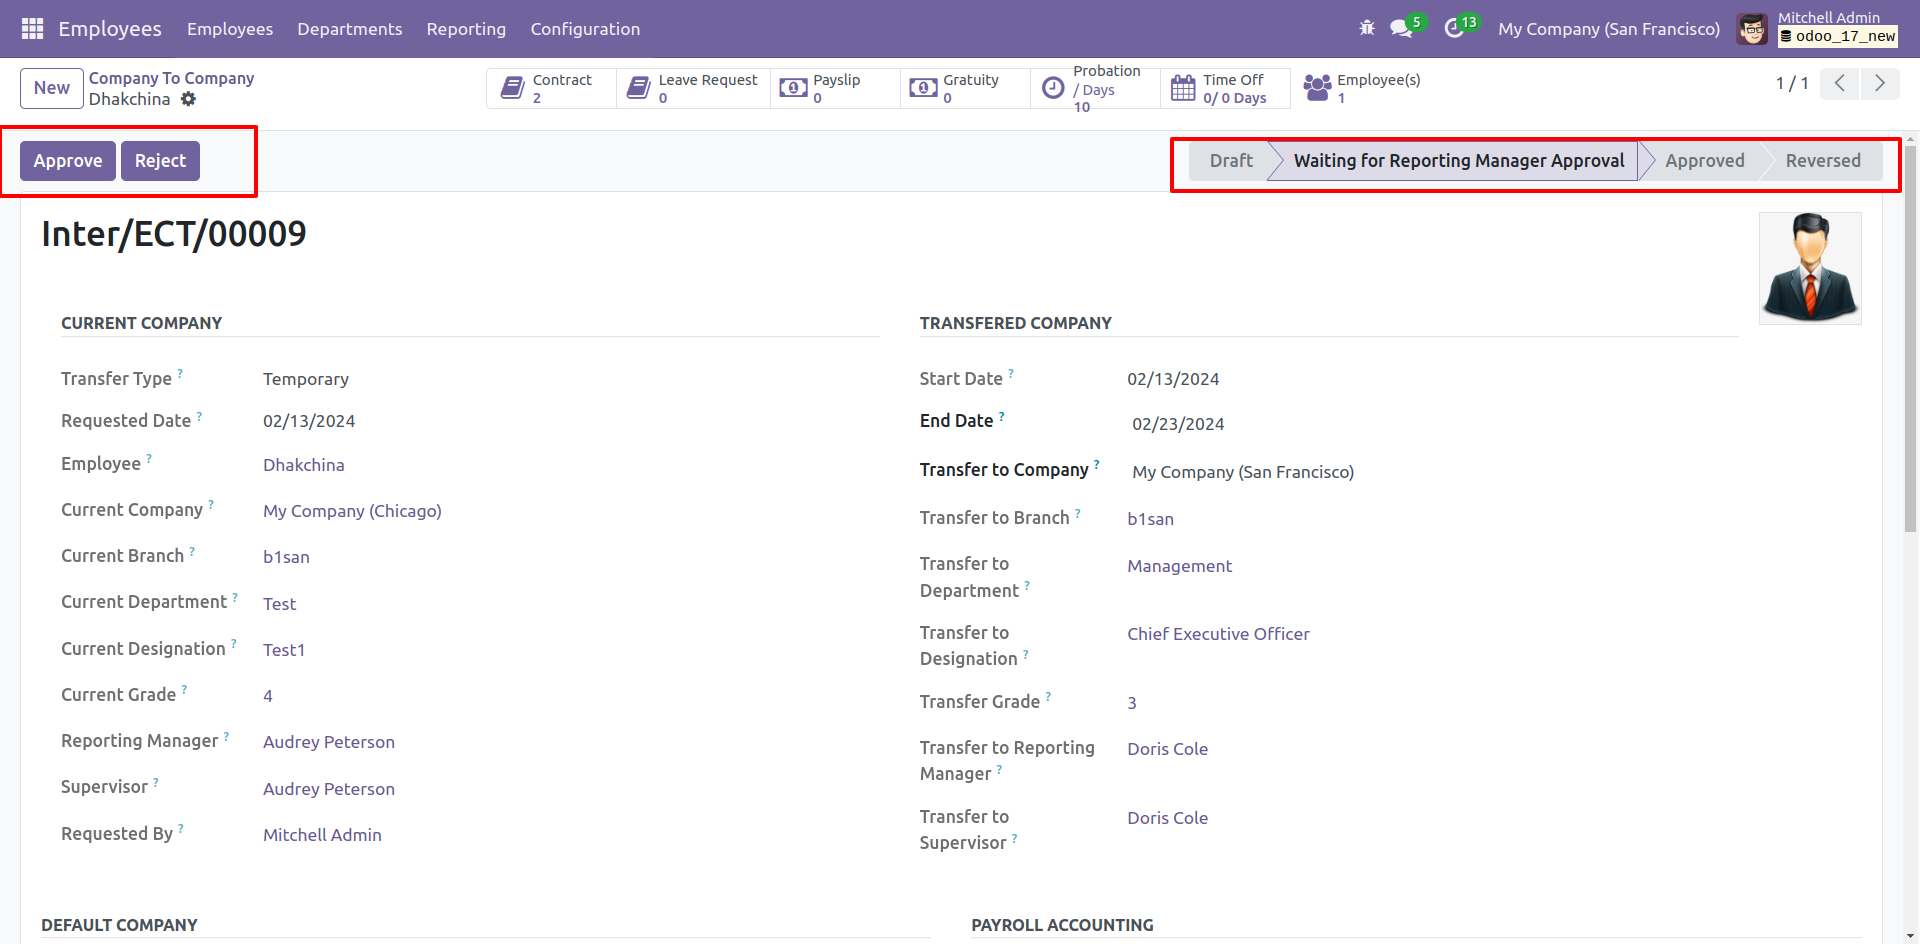 Employees Employees Departments Reporting Configuration 5 13 My Company (San Francisco) Mitchell Admin
odoo_17_new
New Company To Company
Dhakchina
Contract
2
Leave Request
0
Payslip
0
Gratuity
0
Probation
/ Days
10
Time Off
0/ 0 Days
Employee(s)
1
1 / 1
Approve Reject Draft Waiting for Reporting Manager Approval Approved Reversed
Inter/ECT/00009
CURRENT COMPANY
Transfer Type ? Temporary
Requested Date ? 02/13/2024
Employee ? Dhakchina
Current Company ? My Company (Chicago)
Current Branch ? b1san
Current Department ? Test
Current Designation ? Test1
Current Grade ? 4
Reporting Manager ? Audrey Peterson
Supervisor ? Audrey Peterson
Requested By ? Mitchell Admin
TRANSFERED COMPANY
Start Date ? 02/13/2024
End Date ? 02/23/2024
Transfer to Company ? My Company (San Francisco)
Transfer to Branch ? b1san
Transfer to
Department ? Management
Transfer to
Designation ? Chief Executive Officer
Transfer Grade ? 3
Transfer to Reporting
Manager ? Doris Cole
Transfer to
Supervisor ? Doris Cole
DEFAULT COMPANY
PAYROLL ACCOUNTING